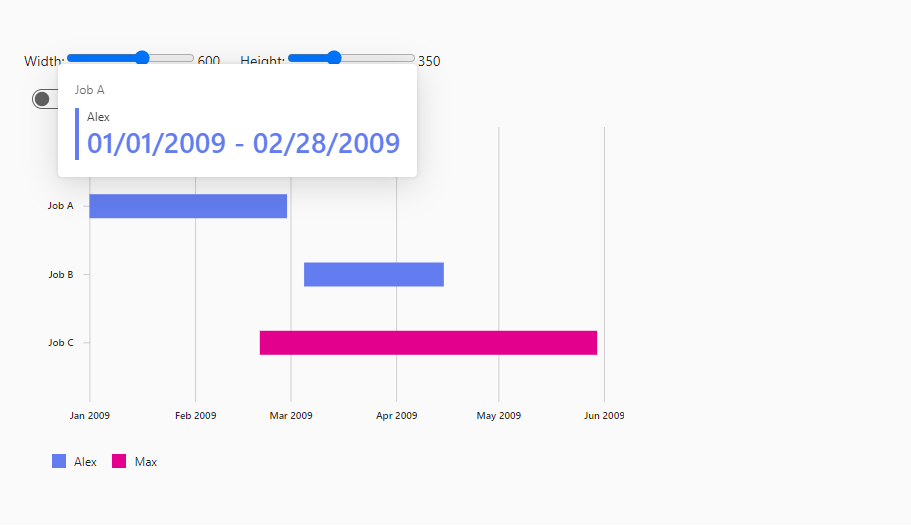 Width: 600 Height: 350
Job A
Alex
01/01/2009 - 02/28/2009
Job A
Job B
Job C
Jan 2009 Feb 2009 Mar 2009 Apr 2009 May 2009 Jun 2009
Alex Max